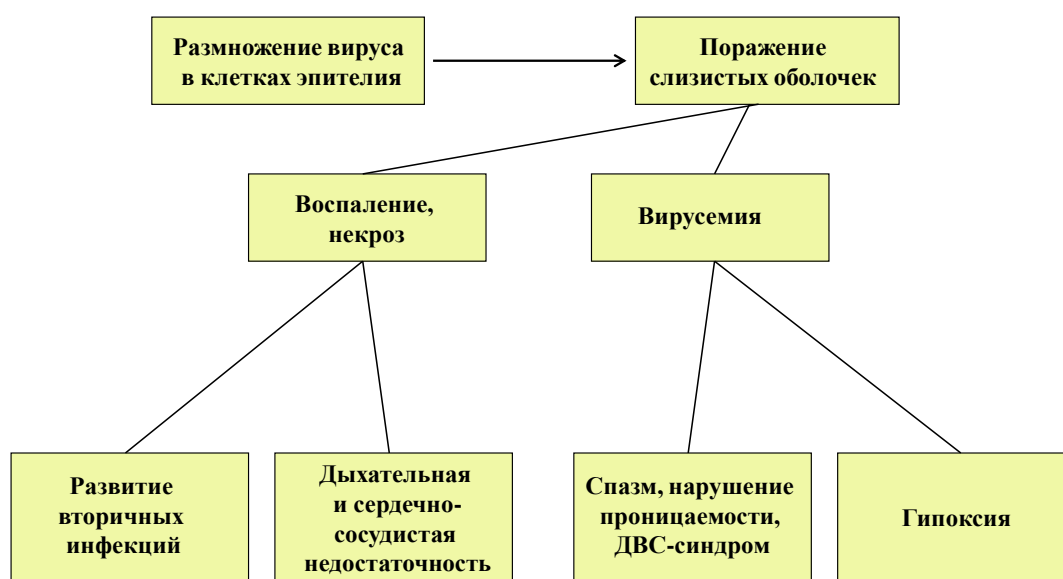 Размножение вируса
в клетках эпителия
Поражение
слизистых оболочек
Воспаление,
некроз
Вирусемия
Развитие
вторичных
инфекций
Дыхательная
и сердечно-
сосудистая
недостаточность
Спазм, нарушение
проницаемости,
ДВС-синдром
Гипоксия